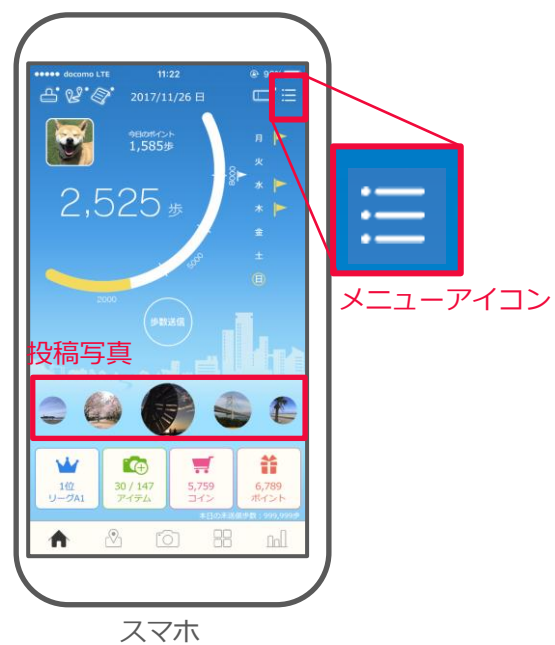 docomo LTE 11:22
2017/11/26 日
今日のポイント
1,585歩
2,525 歩
月
火
水
木
金
土
日
8000
5000
2000
歩数送信
メニューアイコン
投稿写真
1位
リーグA1
30 / 147
アイテム
5,759
コイン
6,789
ポイント
本日の未送信歩数:999,999歩
スマホ